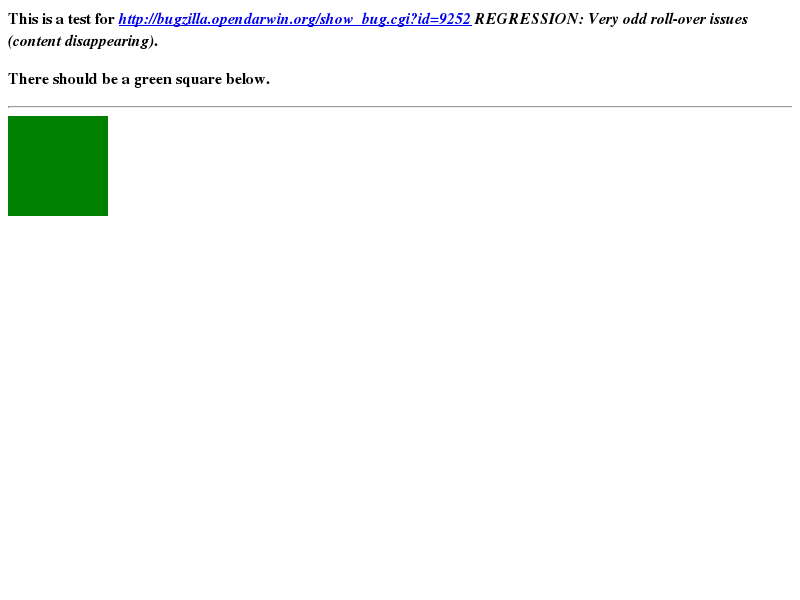 This is a test for http://bugzilla.opendarwin.org/show_bug.cgi?id=9252 REGRESSION: Very odd roll-over issues
(content disappearing).
There should be a green square below.